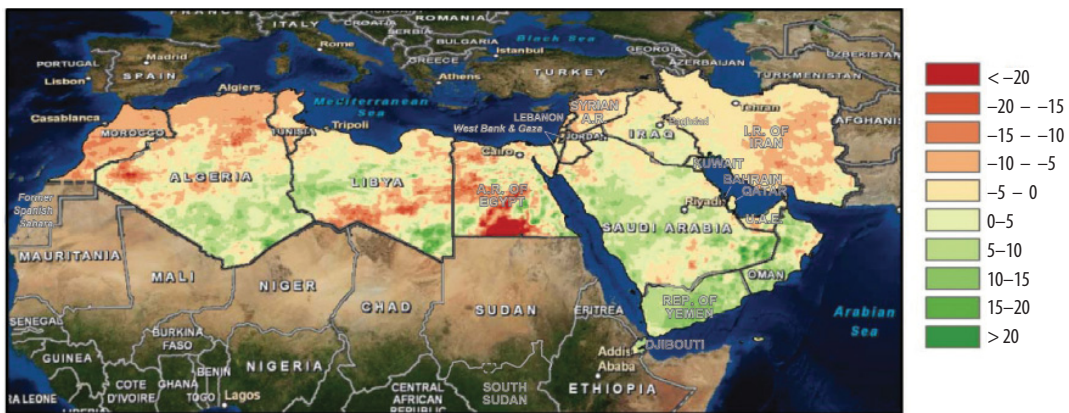 ITALY
CROATIA
ROMANIA
SERBIA
BULGARIA
Black Sea
GEORGIA
AZERBAIJAN
UZBEKISTAN
TURKMENISTAN
PORTUGAL
Madrid
Rome
Istanbul
Lisbon
SPAIN
GREECE
Athens
TURKEY
Algiers
Mediterranean
Sea
Casablanca
MOROCCO
TUNISIA
Tripoli
LEBANON
SYRIAN
A.R.
West Bank & Gaza
JORDAN
Cairo
IRAQ
Baghdad
Tehran
I.R. OF
IRAN
AFGHANIS
ALGERIA
LIBYA
A.R. OF
EGYPT
KUWAIT
BAHRAIN
QATAR
Riyadh
U.A.E.
SAUDI ARABIA
OMAN
REP. OF
YEMEN
Former
Spanish
Sahara
MAURITANIA
MALI
NIGER
CHAD
SUDAN
ERITREA
DJIBOUTI
Arabian
Sea
SENEGAL
BURKINA
FASO
GUINEA
BENIN
NIGERIA
Addis
Ababa
ETHIOPIA
COTE
D'IVOIRE
GHANA
TOGO
Lagos
CENTRAL
AFRICAN
REPUBLIC
SOUTH
SUDAN
RA LEONE
< –20
–20 – –15
–15 – –10
–10 – –5
–5 – 0
0–5
5–10
10–15
15–20
> 20